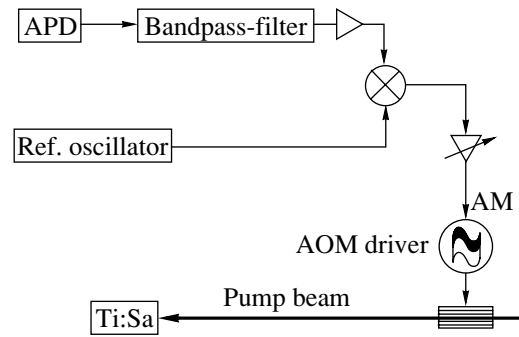 APD
Bandpass-filter
Ref. oscillator
AM
AOM driver
Pump beam
Ti:Sa